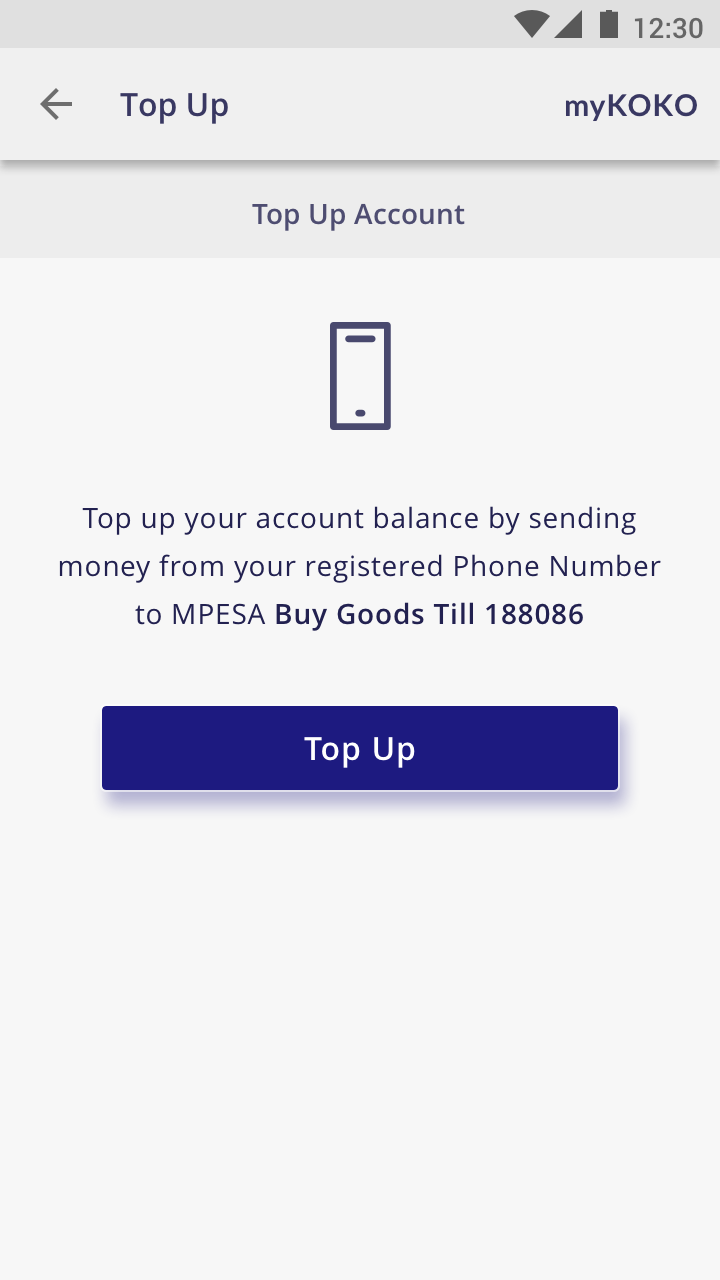 12:30
Top Up
myKOKO
Top Up Account
Top up your account balance by sending
money from your registered Phone Number
to MPESA Buy Goods Till 188086
Top Up